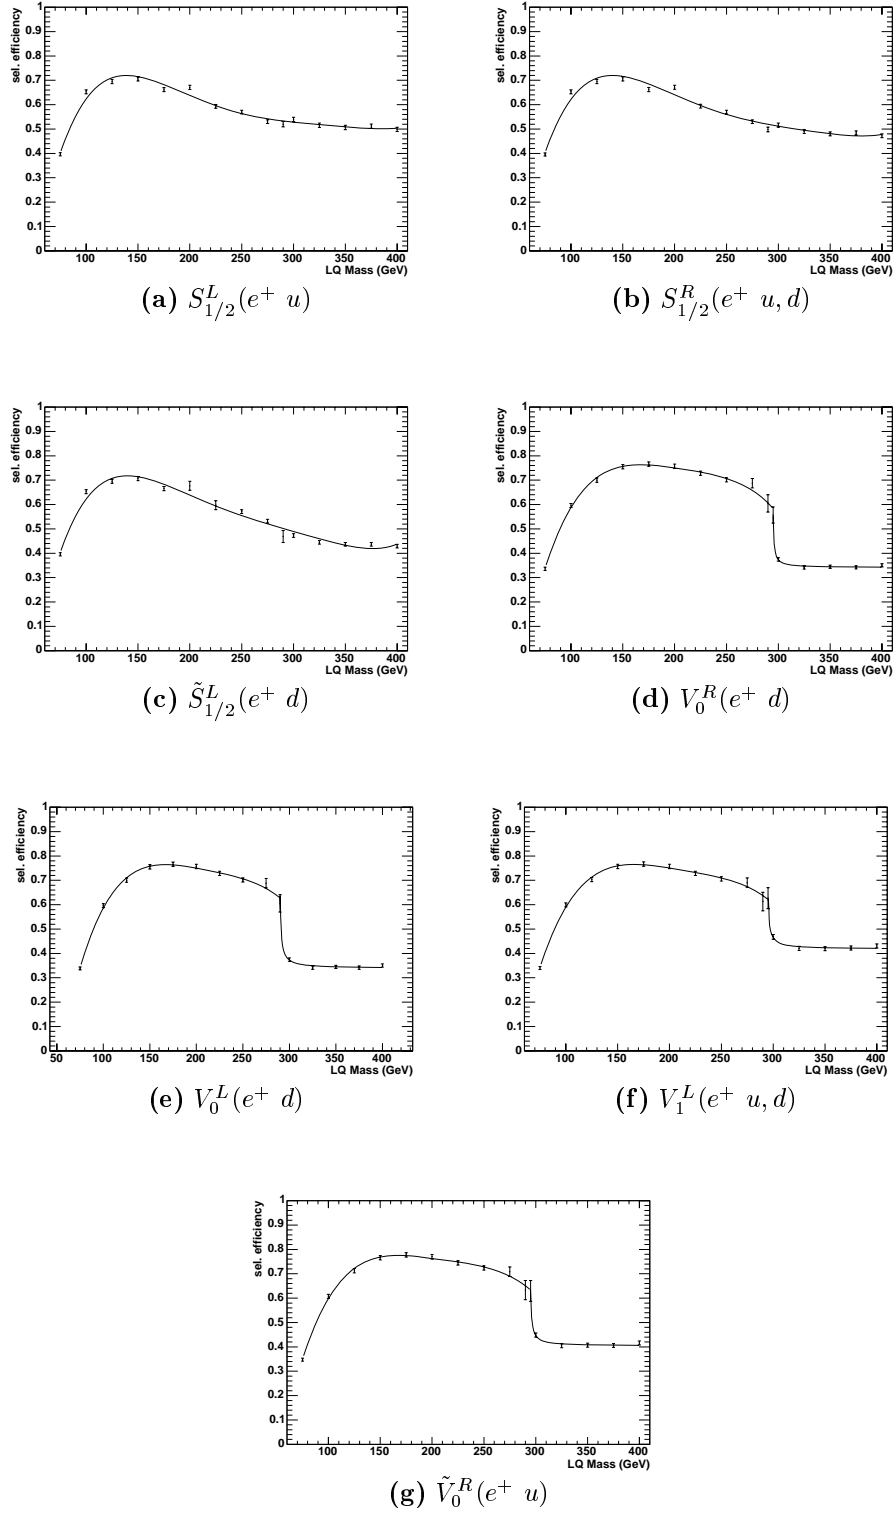 sel. efficiency
1
0.9
0.8
0.7
0.6
0.5
0.4
0.3
0.2
0.1
0
100 150 200 250 300 350 400
LQ Mass (GeV)
(a) S^L_{1/2}(e^+ u)
sel. efficiency
1
0.9
0.8
0.7
0.6
0.5
0.4
0.3
0.2
0.1
0
100 150 200 250 300 350 400
LQ Mass (GeV)
(b) S^R_{1/2}(e^+ u, d)
sel. efficiency
1
0.9
0.8
0.7
0.6
0.5
0.4
0.3
0.2
0.1
0
100 150 200 250 300 350 400
LQ Mass (GeV)
(c) S̃^L_{1/2}(e^+ d)
sel. efficiency
1
0.9
0.8
0.7
0.6
0.5
0.4
0.3
0.2
0.1
0
100 150 200 250 300 350 400
LQ Mass (GeV)
(d) V^R_0(e^+ d)
sel. efficiency
1
0.9
0.8
0.7
0.6
0.5
0.4
0.3
0.2
0.1
0
50 100 150 200 250 300 350 400
LQ Mass (GeV)
(e) V^L_0(e^+ d)
sel. efficiency
1
0.9
0.8
0.7
0.6
0.5
0.4
0.3
0.2
0.1
0
100 150 200 250 300 350 400
LQ Mass (GeV)
(f) V^L_1(e^+ u, d)
sel. efficiency
1
0.9
0.8
0.7
0.6
0.5
0.4
0.3
0.2
0.1
0
100 150 200 250 300 350 400
LQ Mass (GeV)
(g) Ṽ^R_0(e^+ u)